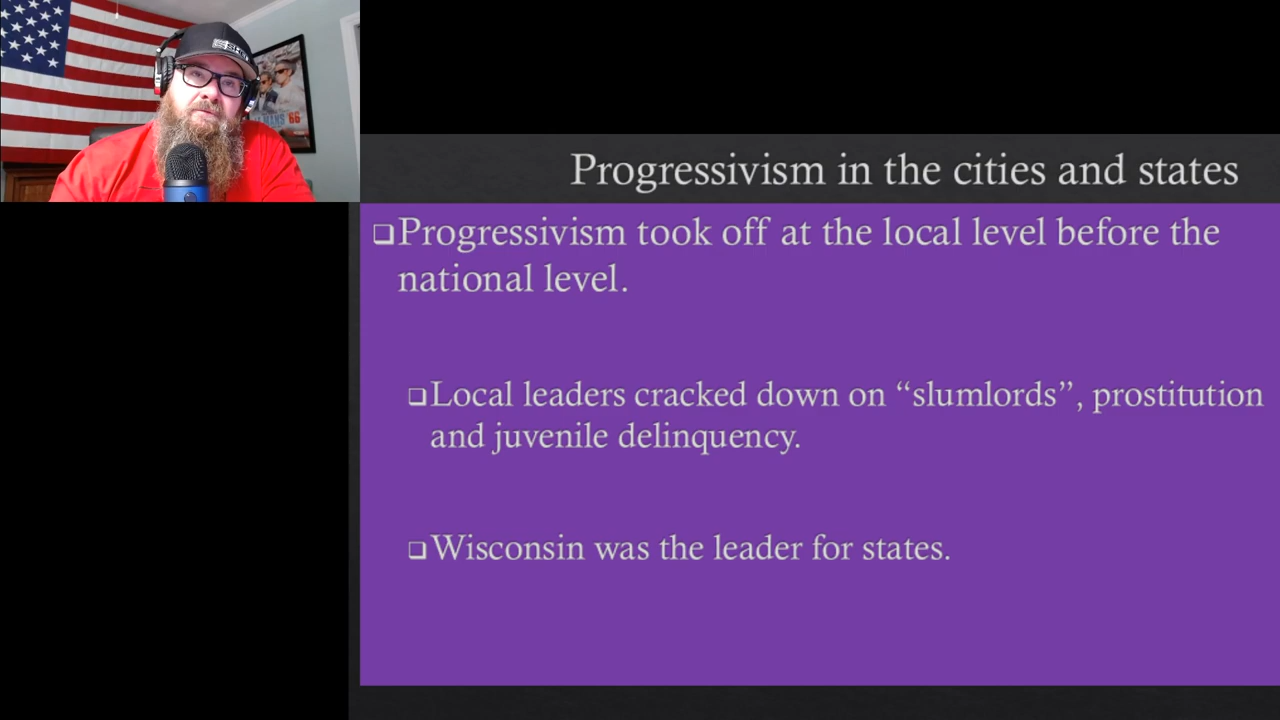 Progressivism in the cities and states
Progressivism took off at the local level before the
national level.
Local leaders cracked down on “slumlords”, prostitution
and juvenile delinquency.
Wisconsin was the leader for states.
66